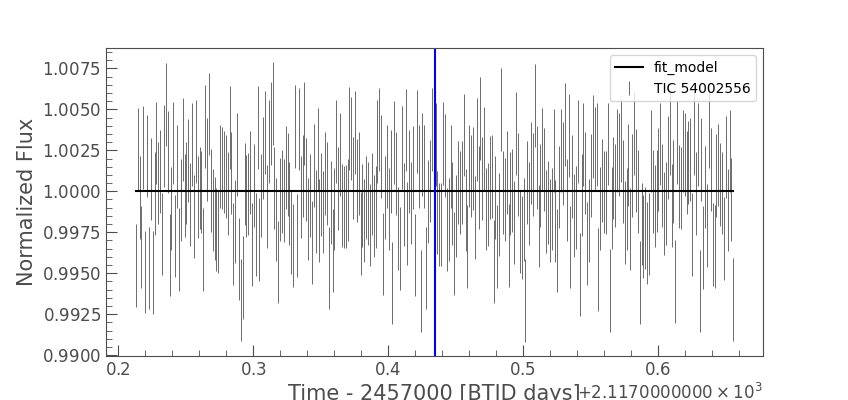 fit_model
TIC 54002556
1.0075
1.0050
1.0025
1.0000
0.9975
0.9950
0.9925
0.9900
Normalized Flux
0.2
0.3
0.4
0.5
0.6
Time - 2457000 [BTJD days]
+2.1170000000 × 10³